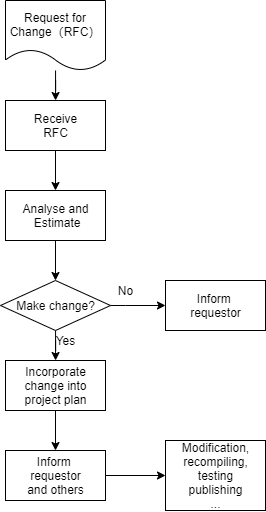 Request for
Change（RFC）
Receive
RFC
Analyse and
Estimate
Make change?
No
Inform
requestor
Yes
Incorporate
change into
project plan
Inform
requestor
and others
Modification,
recompiling,
testing
publishing
...